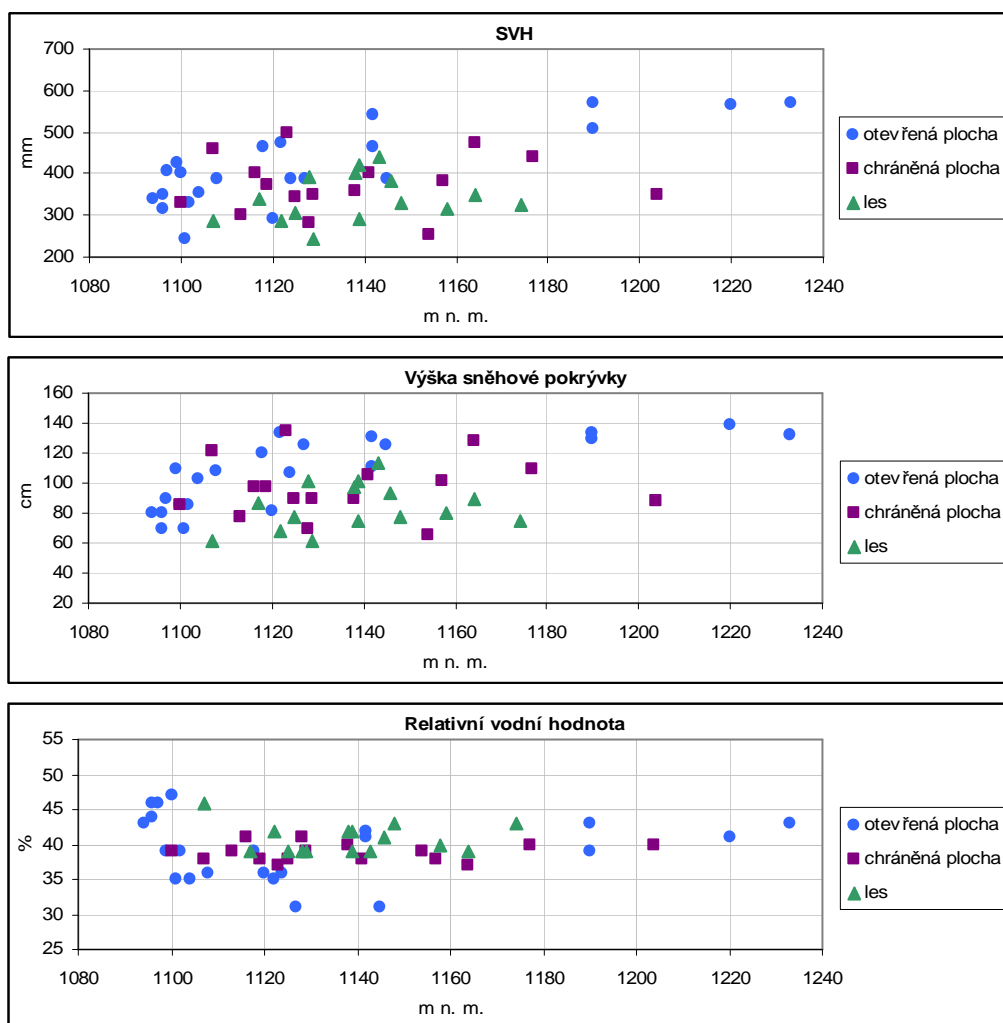 SVH
700
600
500
400
300
200
mm
1080 1100 1120 1140 1160 1180 1200 1220 1240
m n. m.
otevřená plocha
chráněná plocha
les
Výška sněhové pokrývky
160
140
120
100
80
60
40
20
cm
1080 1100 1120 1140 1160 1180 1200 1220 1240
m n. m.
otevřená plocha
chráněná plocha
les
Relativní vodní hodnota
55
50
45
40
35
30
25
%
1080 1100 1120 1140 1160 1180 1200 1220 1240
m n. m.
otevřená plocha
chráněná plocha
les